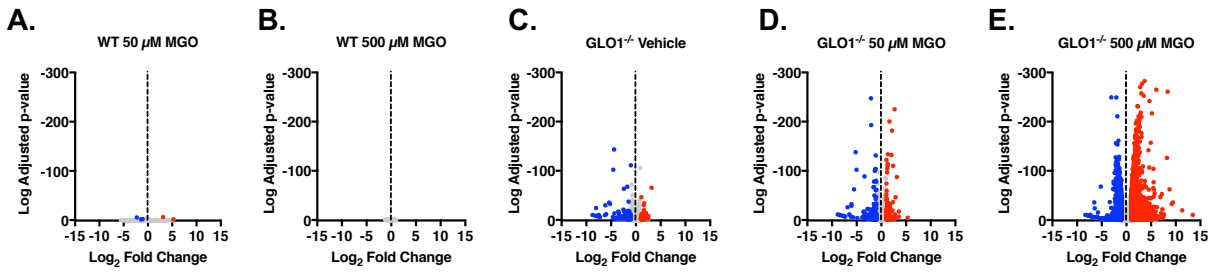 A.
WT 50 µM MGO
Log Adjusted p-value
-300
-200
-100
0
-15 -10 -5 0 5 10 15
Log2 Fold Change
B.
WT 500 µM MGO
Log Adjusted p-value
-300
-200
-100
0
-15 -10 -5 0 5 10 15
Log2 Fold Change
C.
GLO1-/- Vehicle
Log Adjusted p-value
-300
-200
-100
0
-15 -10 -5 0 5 10 15
Log2 Fold Change
D.
GLO1-/- 50 µM MGO
Log Adjusted p-value
-300
-200
-100
0
-15 -10 -5 0 5 10 15
Log2 Fold Change
E.
GLO1-/- 500 µM MGO
Log Adjusted p-value
-300
-200
-100
0
-15 -10 -5 0 5 10 15
Log2 Fold Change